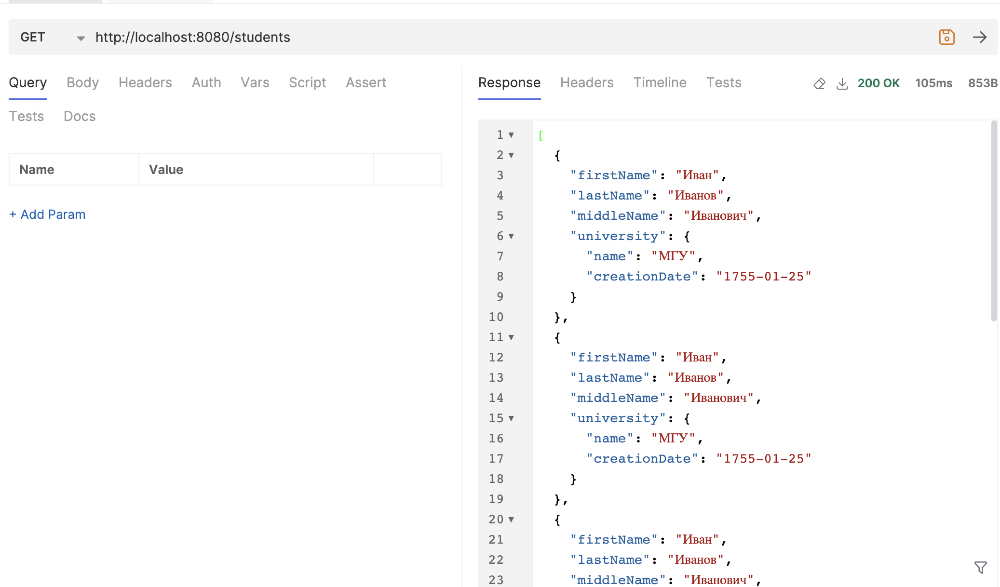 GET http://localhost:8080/students
Query Body Headers Auth Vars Script Assert
Tests Docs
Name Value
+ Add Param
Response Headers Timeline Tests 200 OK 105ms 853B
1 [
2 {
3 "firstName": "Иван",
4 "lastName": "Иванов",
5 "middleName": "Иванович",
6 "university": {
7 "name": "МГУ",
8 "creationDate": "1755-01-25"
9 }
10 },
11 {
12 "firstName": "Иван",
13 "lastName": "Иванов",
14 "middleName": "Иванович",
15 "university": {
16 "name": "МГУ",
17 "creationDate": "1755-01-25"
18 }
19 },
20 {
21 "firstName": "Иван",
22 "lastName": "Иванов",
23 "middleName": "Иванович",